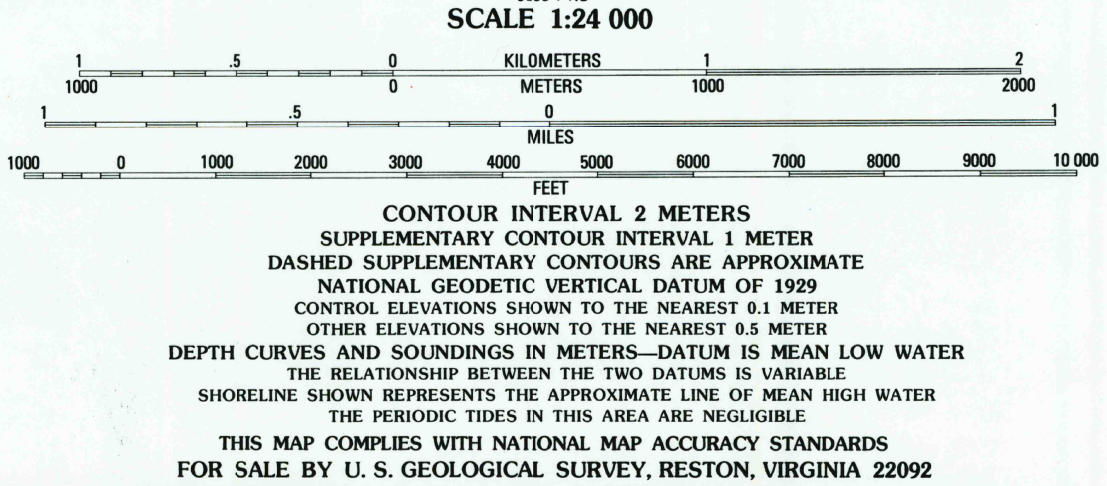 SCALE 1:24 000
1 .5 0 KILOMETERS 1 2
1000 0 METERS 1000 2000
1 .5 0 1
MILES
1000 0 1000 2000 3000 4000 5000 6000 7000 8000 9000 10 000
FEET
CONTOUR INTERVAL 2 METERS
SUPPLEMENTARY CONTOUR INTERVAL 1 METER
DASHED SUPPLEMENTARY CONTOURS ARE APPROXIMATE
NATIONAL GEODETIC VERTICAL DATUM OF 1929
CONTROL ELEVATIONS SHOWN TO THE NEAREST 0.1 METER
OTHER ELEVATIONS SHOWN TO THE NEAREST 0.5 METER
DEPTH CURVES AND SOUNDINGS IN METERS—DATUM IS MEAN LOW WATER
THE RELATIONSHIP BETWEEN THE TWO DATUMS IS VARIABLE
SHORELINE SHOWN REPRESENTS THE APPROXIMATE LINE OF MEAN HIGH WATER
THE PERIODIC TIDES IN THIS AREA ARE NEGLIGIBLE
THIS MAP COMPLIES WITH NATIONAL MAP ACCURACY STANDARDS
FOR SALE BY U. S. GEOLOGICAL SURVEY, RESTON, VIRGINIA 22092